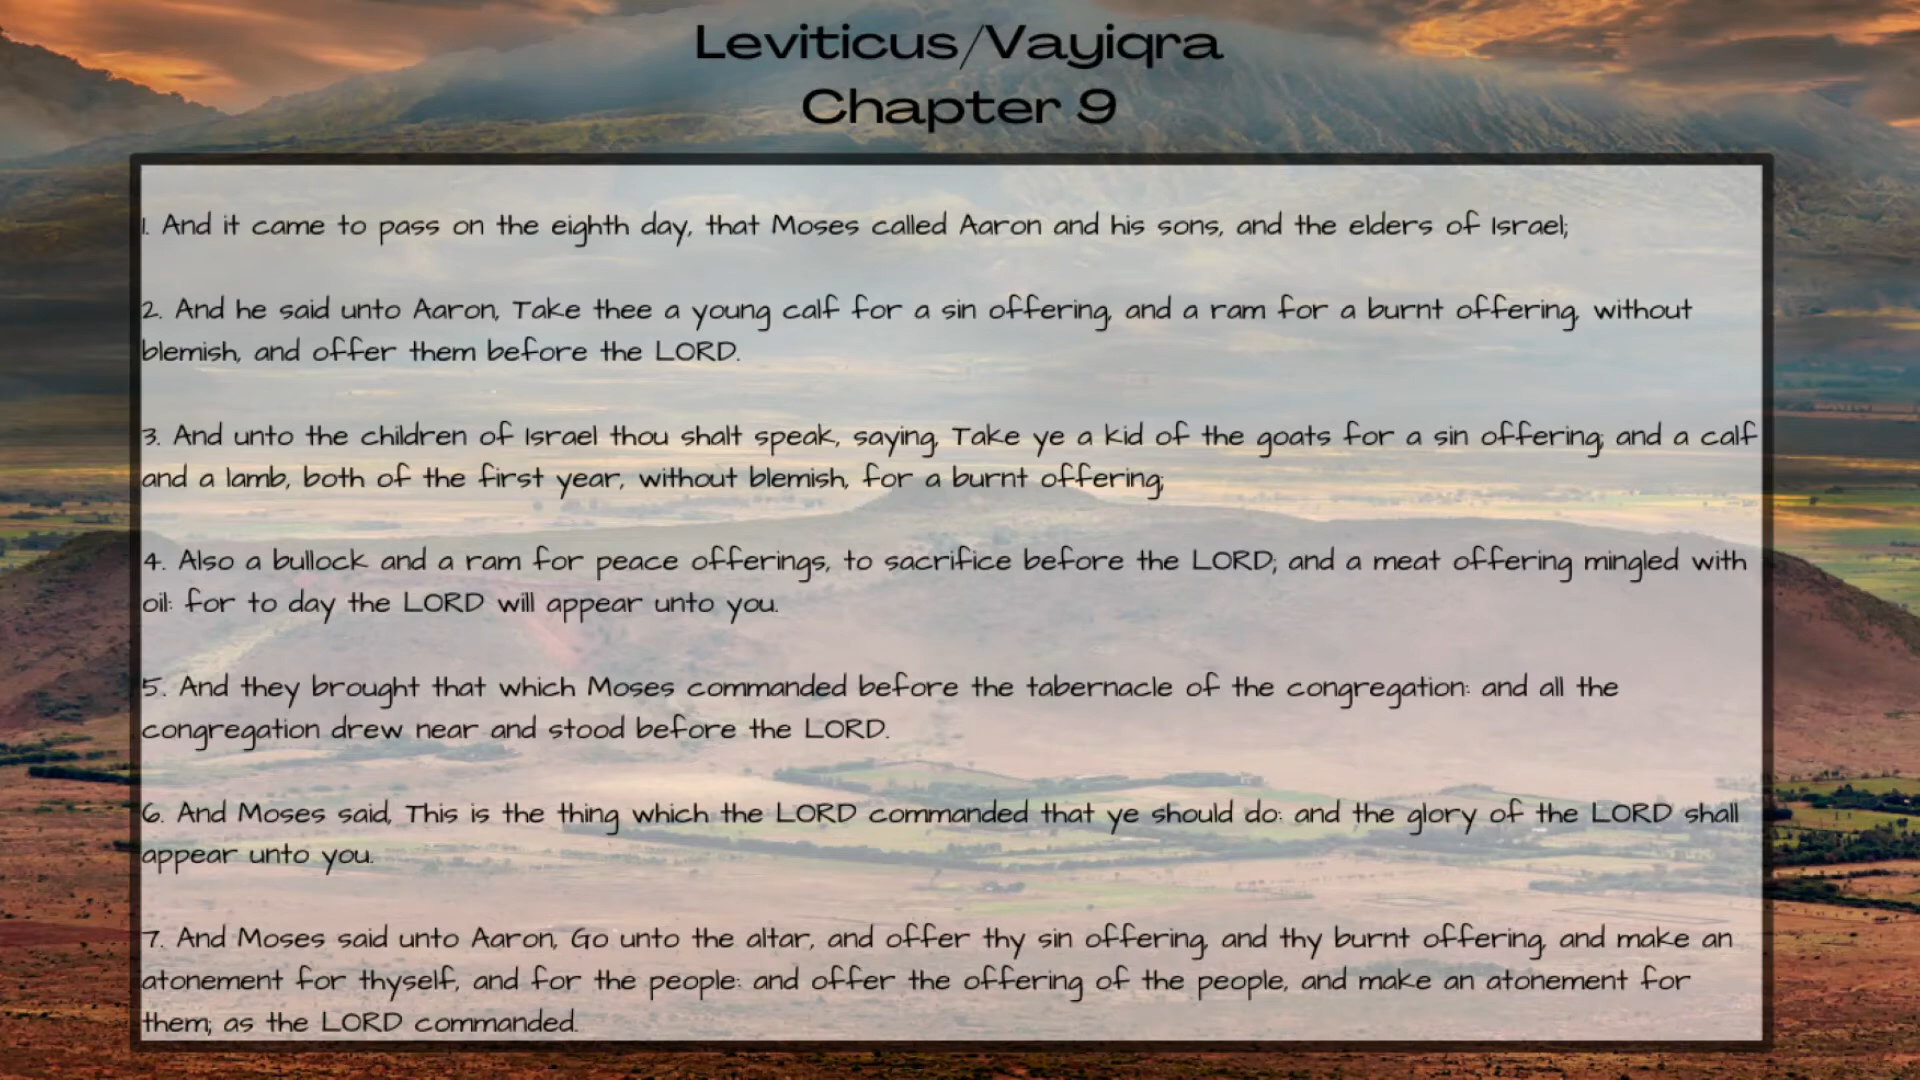 Leviticus/Vayiqra
Chapter 9
1. And it came to pass on the eighth day, that Moses called Aaron and his sons, and the elders of Israel;
2. And he said unto Aaron, Take thee a young calf for a sin offering, and a ram for a burnt offering, without
blemish, and offer them before the LORD.
3. And unto the children of Israel thou shalt speak, saying, Take ye a kid of the goats for a sin offering; and a calf
and a lamb, both of the first year, without blemish, for a burnt offering;
4. Also a bullock and a ram for peace offerings, to sacrifice before the LORD; and a meat offering mingled with
oil: for to day the LORD will appear unto you.
5. And they brought that which Moses commanded before the tabernacle of the congregation: and all the
congregation drew near and stood before the LORD.
6. And Moses said, This is the thing which the LORD commanded that ye should do: and the glory of the LORD shall
appear unto you.
7. And Moses said unto Aaron, Go unto the altar, and offer thy sin offering, and thy burnt offering, and make an
atonement for thyself, and for the people: and offer the offering of the people, and make an atonement for
them; as the LORD commanded.